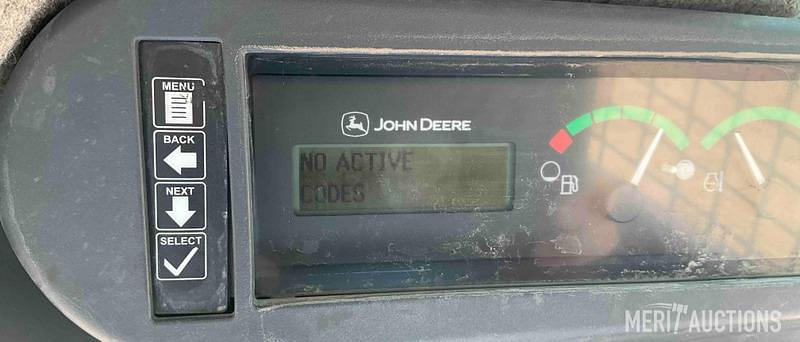 MENU
BACK
NEXT
SELECT
JOHN DEERE
NO ACTIVE
CODES
MERIT AUCTIONS